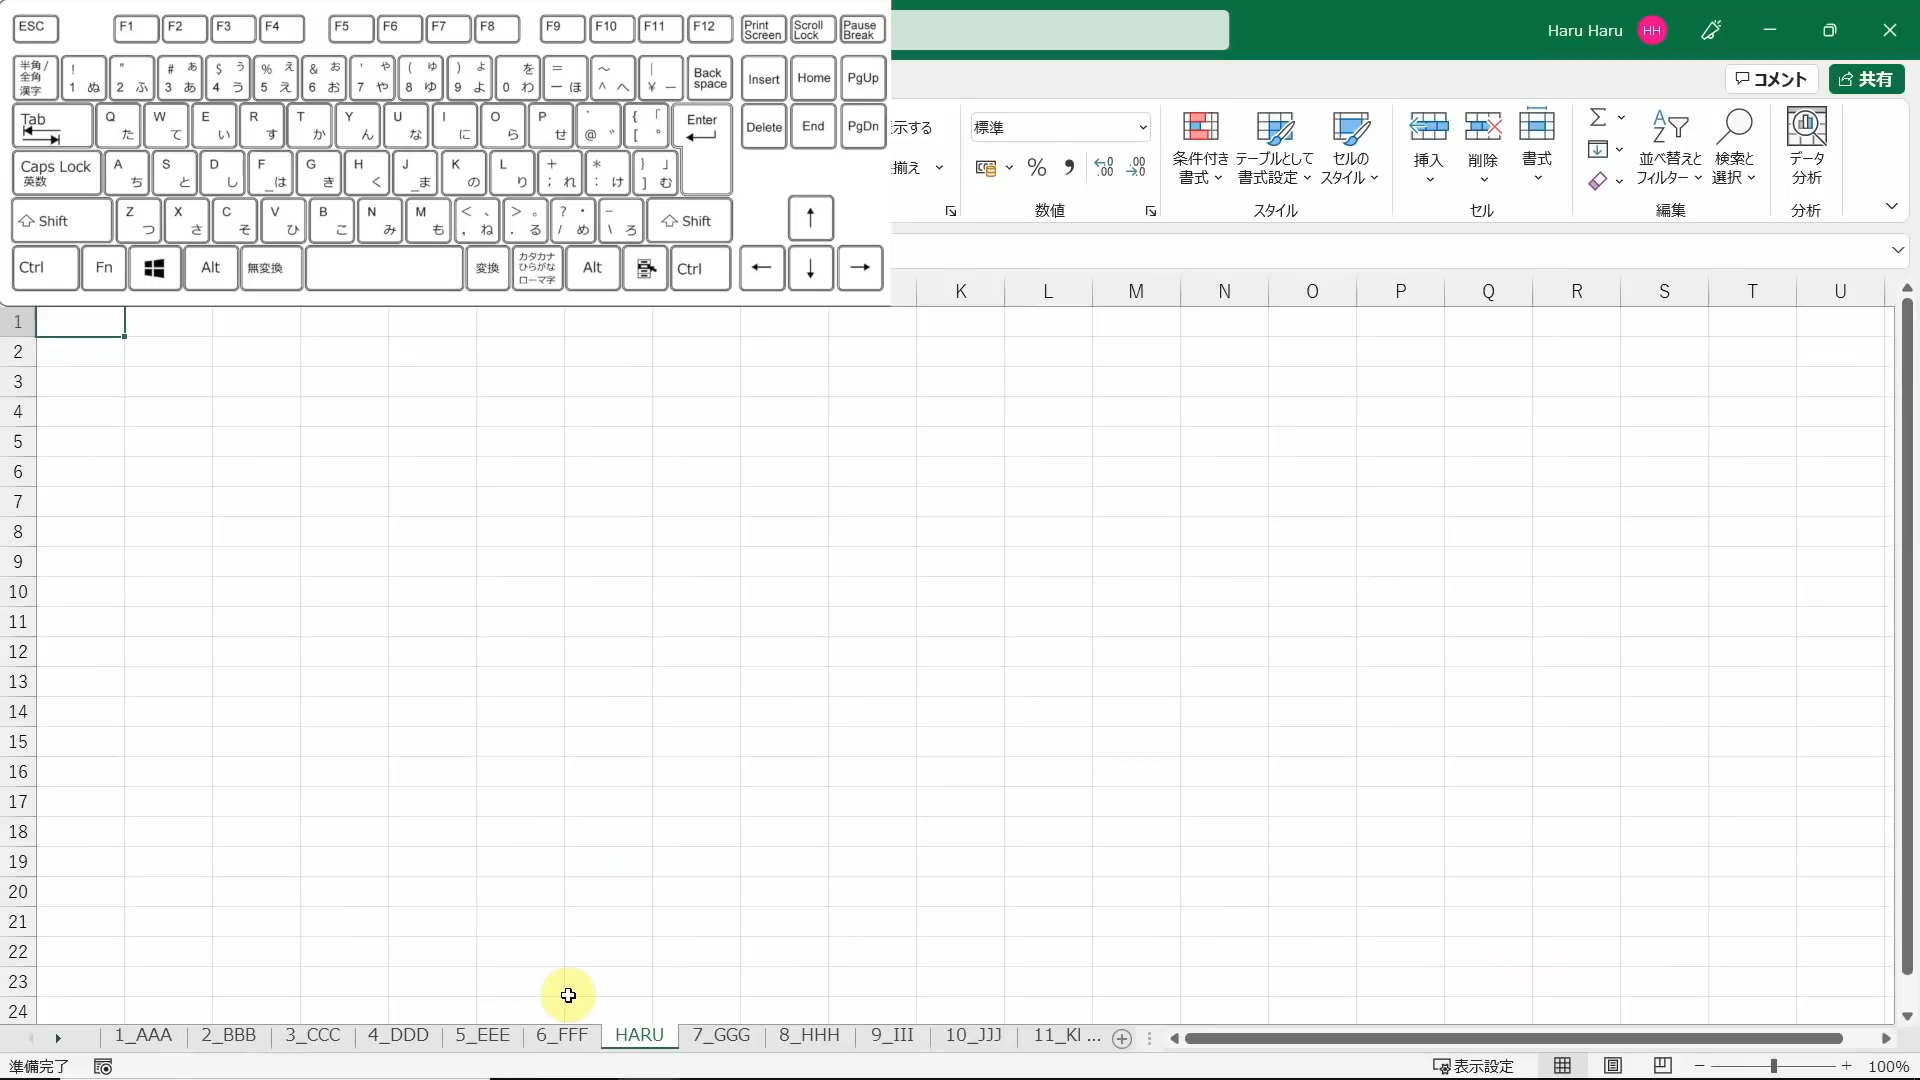 ESC F1 F2 F3 F4 F5 F6 F7 F8 F9 F10 F11 F12 Print Screen Scroll Lock Pause Break
半角/全角 漢字 ! 1 ぬ " 2 ふ # ぁ 3 あ $ ぅ 4 う % ぇ 5 え & ぉ 6 お ' ゃ 7 や ( ゅ 8 ゆ ) ょ 9 よ を 0 わ = ー ほ ～ ^ へ | ¥ ー Back space Insert Home PgUp
Tab Q た W て E い R す T か Y ん U な I に O ら P せ ` @ ゛ { 「 [ ゜ Enter Delete End PgDn
Caps Lock 英数 A ち S と D し F _は G き H く J _ま K の L り + ; れ * : け } 」 ] む
Shift Z つ X さ C そ V ひ B こ N み M も < 、 , ね > 。 . る ? ・ / め _ \ ろ Shift ↑
Ctrl Fn Alt 無変換 変換 カタカナ ひらがな ローマ字 Alt Ctrl ← ↓ →
Haru Haru HH
コメント 共有
示する 標準
揃え % , .00 .00
条件付き書式 テーブルとして書式設定 セルのスタイル 挿入 削除 書式 Σ 並べ替えとフィルター 検索と選択 データ分析
数値 スタイル セル 編集 分析
K L M N O P Q R S T U
1
2
3
4
5
6
7
8
9
10
11
12
13
14
15
16
17
18
19
20
21
22
23
24
1_AAA 2_BBB 3_CCC 4_DDD 5_EEE 6_FFF HARU 7_GGG 8_HHH 9_III 10_JJJ 11_KI ...
準備完了 表示設定 100%